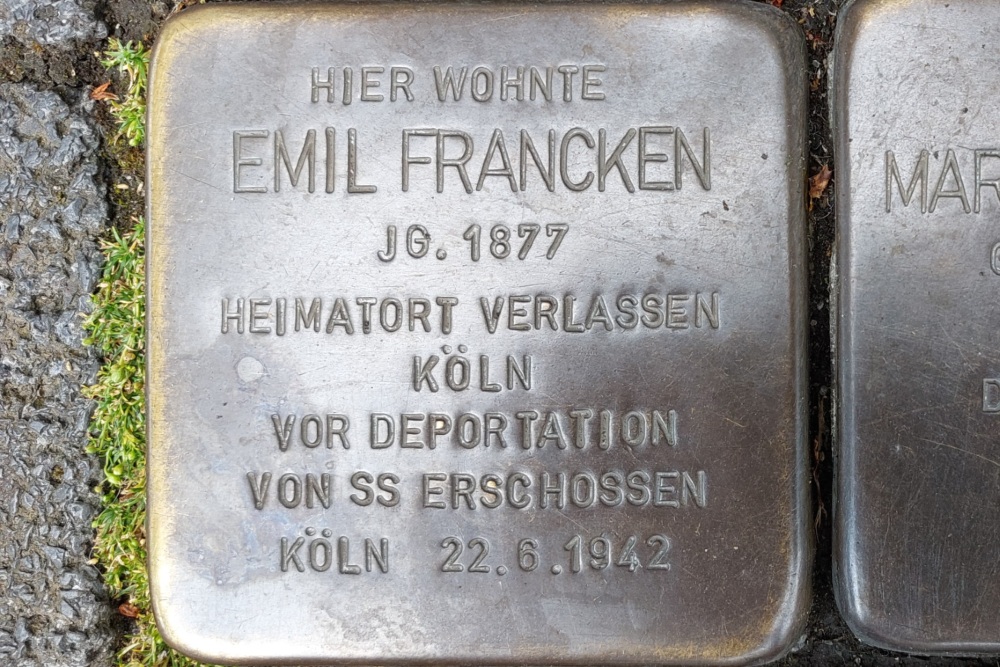 HIER WOHNTE
EMIL FRANCKEN
JG. 1877
HEIMATORT VERLASSEN
KÖLN
VOR DEPORTATION
VON SS ERSCHOSSEN
KÖLN 22.6.1942